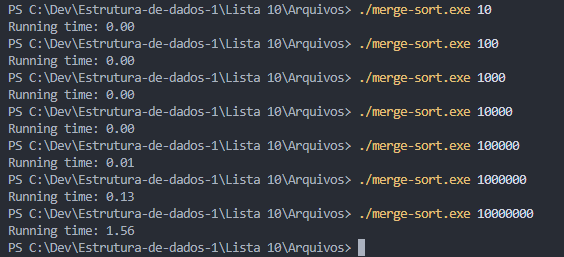 PS C:\Dev\Estrutura-de-dados-1\Lista 10\Arquivos> ./merge-sort.exe 10
Running time: 0.00
PS C:\Dev\Estrutura-de-dados-1\Lista 10\Arquivos> ./merge-sort.exe 100
Running time: 0.00
PS C:\Dev\Estrutura-de-dados-1\Lista 10\Arquivos> ./merge-sort.exe 1000
Running time: 0.00
PS C:\Dev\Estrutura-de-dados-1\Lista 10\Arquivos> ./merge-sort.exe 10000
Running time: 0.00
PS C:\Dev\Estrutura-de-dados-1\Lista 10\Arquivos> ./merge-sort.exe 100000
Running time: 0.01
PS C:\Dev\Estrutura-de-dados-1\Lista 10\Arquivos> ./merge-sort.exe 1000000
Running time: 0.13
PS C:\Dev\Estrutura-de-dados-1\Lista 10\Arquivos> ./merge-sort.exe 10000000
Running time: 1.56
PS C:\Dev\Estrutura-de-dados-1\Lista 10\Arquivos>